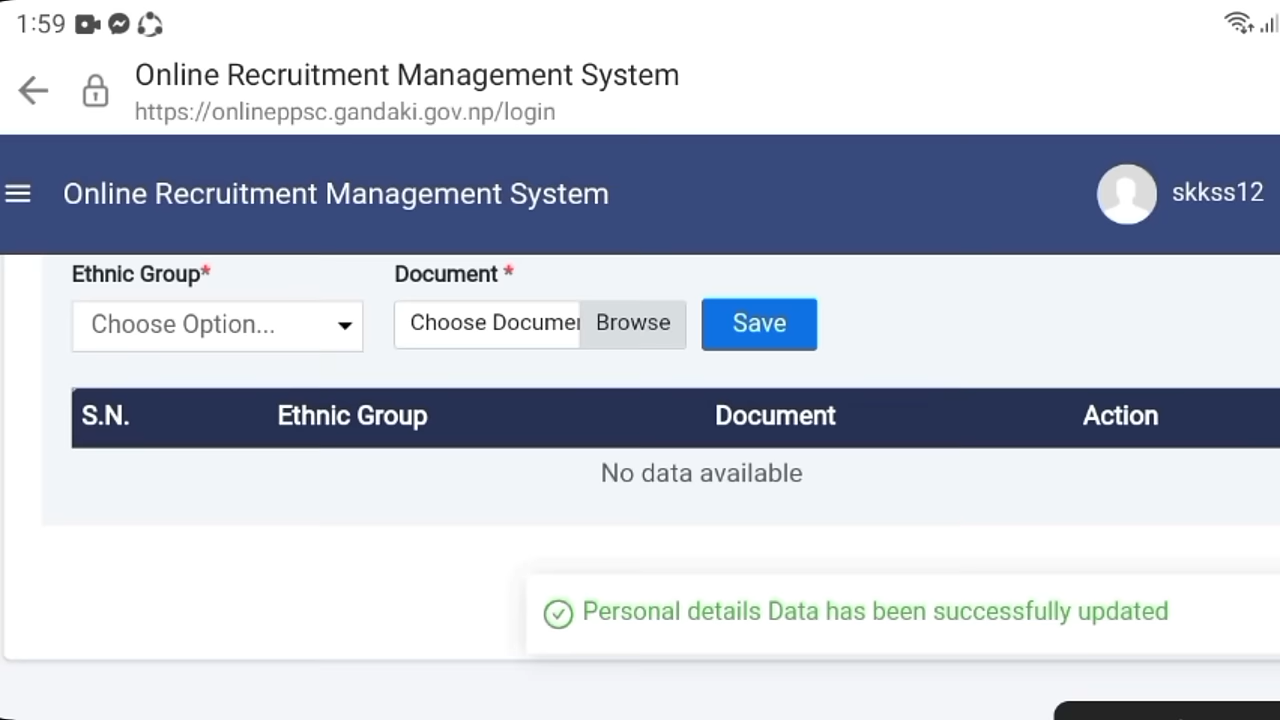 1:59
Online Recruitment Management System
https://onlineppsc.gandaki.gov.np/login
Online Recruitment Management System
skkss12
Ethnic Group*
Document *
Choose Option...
Choose Documen
Browse
Save
S.N. Ethnic Group Document Action
No data available
Personal details Data has been successfully updated